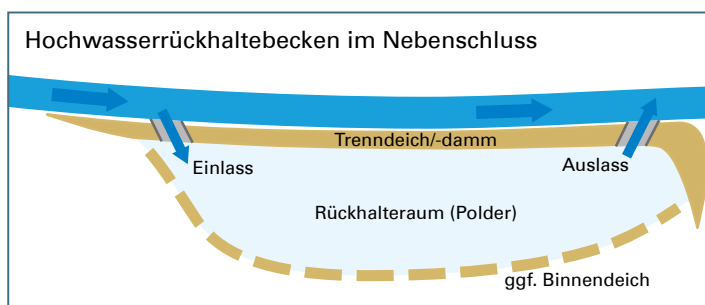 Hochwasserrückhaltebecken im Nebenschluss
Trenndeich/-damm
Einlass
Auslass
Rückhalteraum (Polder)
ggf. Binnendeich